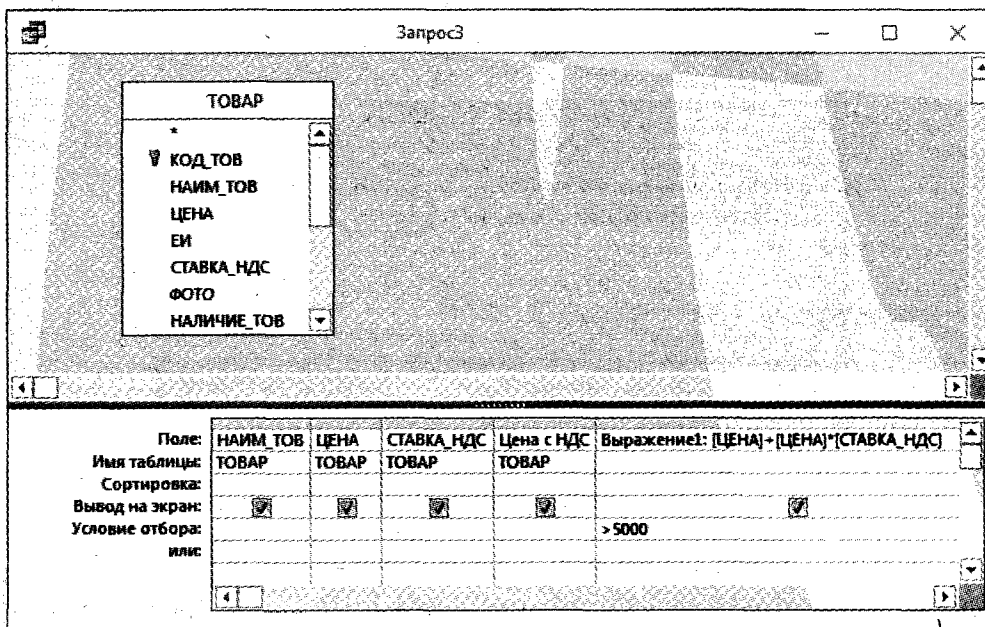 Запрос3
ТОВАР
*
КОД_ТОВ
НАИМ_ТОВ
ЦЕНА
ЕИ
СТАВКА_НДС
ФОТО
НАЛИЧИЕ_ТОВ
Поле: НАИМ_ТОВ ЦЕНА СТАВКА_НДС Цена с НДС Выражение1: [ЦЕНА]+[ЦЕНА]*[СТАВКА_НДС]
Имя таблицы: ТОВАР ТОВАР ТОВАР ТОВАР
Сортировка:
Вывод на экран:
Условие отбора: >5000
или: